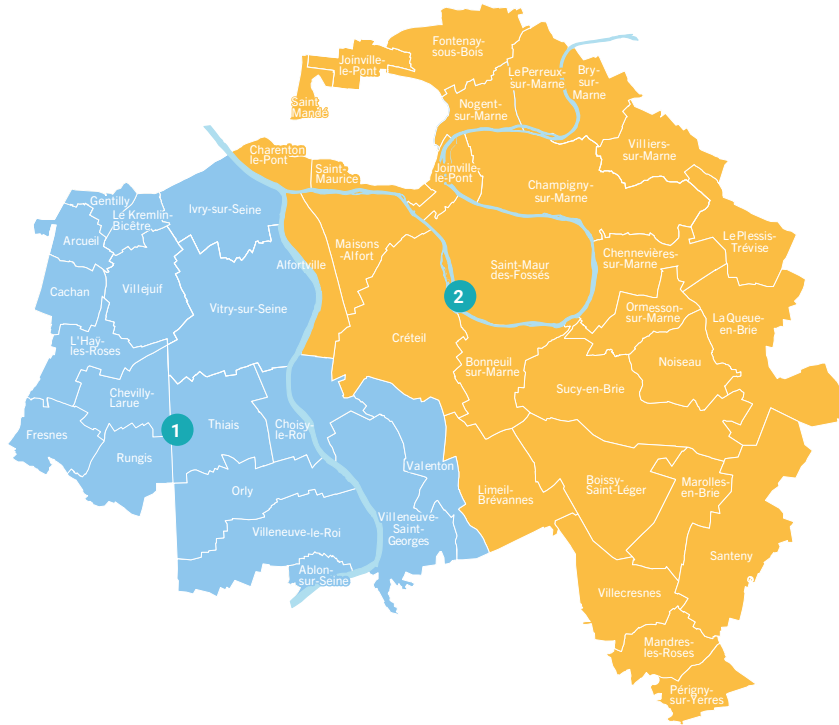 Fontenay-
sous-Bois
Joinville-
le-Pont
Le Perreux-
sur-Marne
Bry-
sur-
Marne
Saint
Mandé
Nogent-
sur-Marne
Villiers-
sur-Marne
Charenton
le-Pont
Saint-
Maurice
Joinville-
le-Pont
Champigny-
sur-Marne
Gentilly
Le Kremlin-
Bicêtre
Ivry-sur-Seine
Arcueil
Maisons
-Alfort
Le Plessis-
Trévise
Chennevières-
sur-Marne
Alfortville
Saint-Maur
des-Fossés
Cachan
Villejuif
2
Vitry-sur-Seine
Ormesson-
sur-Marne
La Queue-
en-Brie
L'Haÿ-
les-Roses
Créteil
Bonneuil
sur-Marne
Noiseau
Sucy-en-Brie
Chevilly-
Larue
1
Thiais
Choisy-
le-Roi
Fresnes
Rungis
Valenton
Orly
Limeil-
Brévannes
Boissy-
Saint-Léger
Marolles-
en-Brie
Villeneuve-le-Roi
Villeneuve-
Saint-
Georges
Ablon-
sur-Seine
Santeny
Villecresnes
Mandres-
les-Roses
Périgny-
sur-Yerres